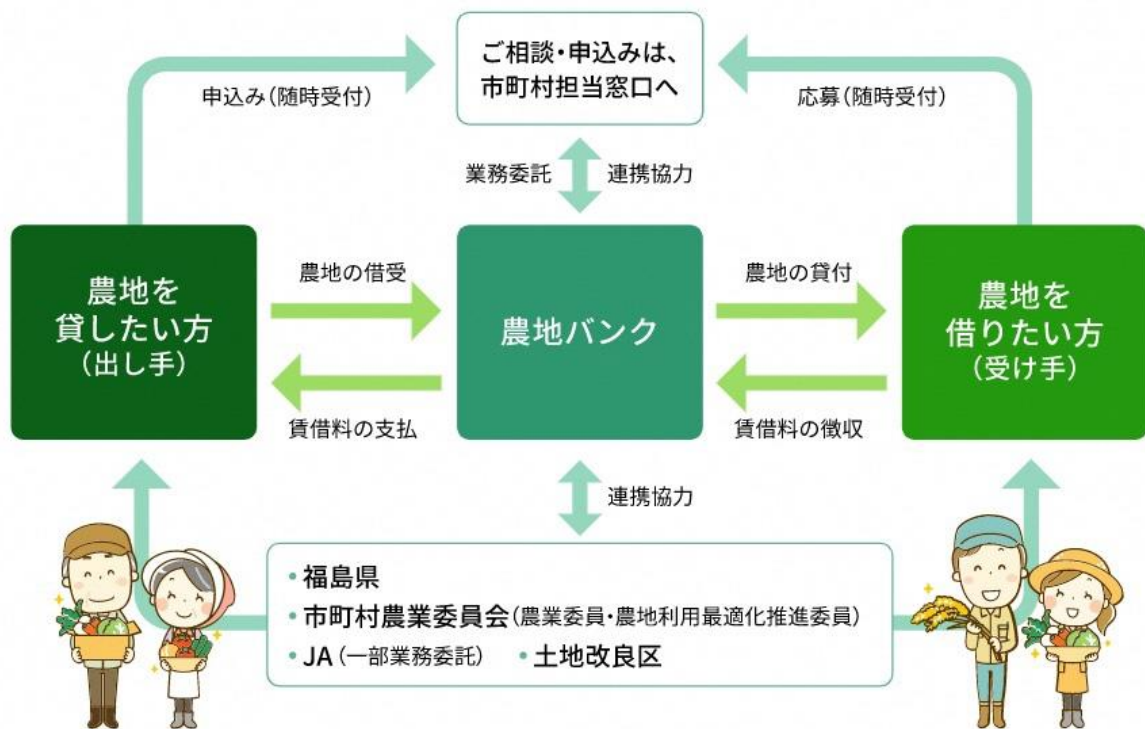 ご相談・申込みは、
市町村担当窓口へ
申込み（随時受付）
応募（随時受付）
業務委託
連携協力
農地を
貸したい方
（出し手）
農地の借受
賃借料の支払
農地バンク
農地の貸付
賃借料の徴収
農地を
借りたい方
（受け手）
連携協力
・福島県
・市町村農業委員会（農業委員・農地利用最適化推進委員）
・JA（一部業務委託） ・土地改良区